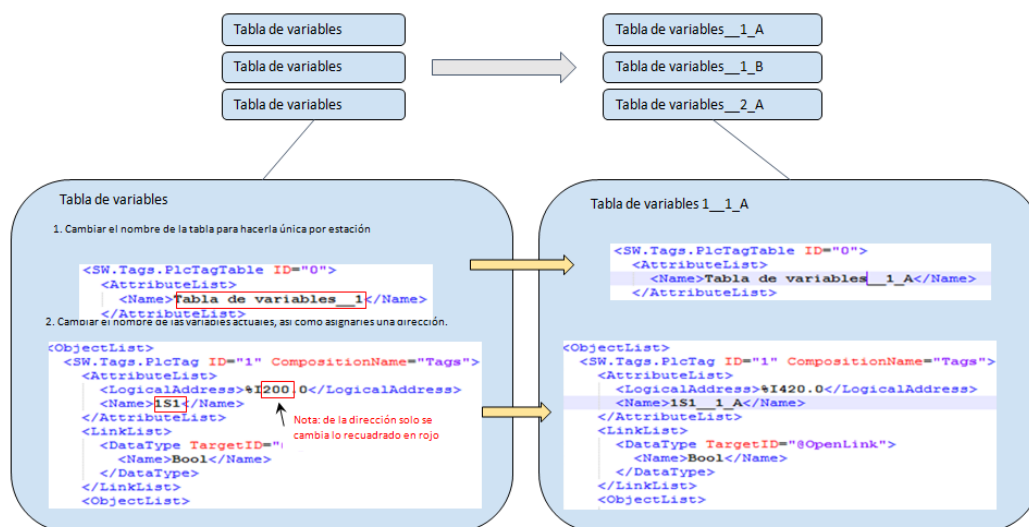 Tabla de variables
Tabla de variables__1_A
Tabla de variables
Tabla de variables__1_B
Tabla de variables
Tabla de variables__2_A
Tabla de variables
1. Cambiar el nombre de la tabla para hacerla única por estación
<SW.Tags.PlcTagTable ID="0">
<AttributeList>
<Name>Tabla de variables__1</Name>
</AttributeList>
2. Cambiar el nombre de las variables actuales, así como asignarles una dirección.
<ObjectList>
<SW.Tags.PlcTag ID="1" CompositionName="Tags">
<AttributeList>
<LogicalAddress>%I200.0</LogicalAddress>
<Name>1S1</Name>
</AttributeList>
<LinkList>
<DataType TargetID="
<Name>Bool</Name>
</DataType>
</LinkList>
<ObjectList>
Nota: de la dirección solo se
cambia lo recuadrado en rojo
Tabla de variables 1__1_A
<SW.Tags.PlcTagTable ID="0">
<AttributeList>
<Name>Tabla de variables__1_A</Name>
</AttributeList>
<ObjectList>
<SW.Tags.PlcTag ID="1" CompositionName="Tags">
<AttributeList>
<LogicalAddress>%I420.0</LogicalAddress>
<Name>1S1__1_A</Name>
</AttributeList>
<LinkList>
<DataType TargetID="@OpenLink">
<Name>Bool</Name>
</DataType>
</LinkList>
<ObjectList>